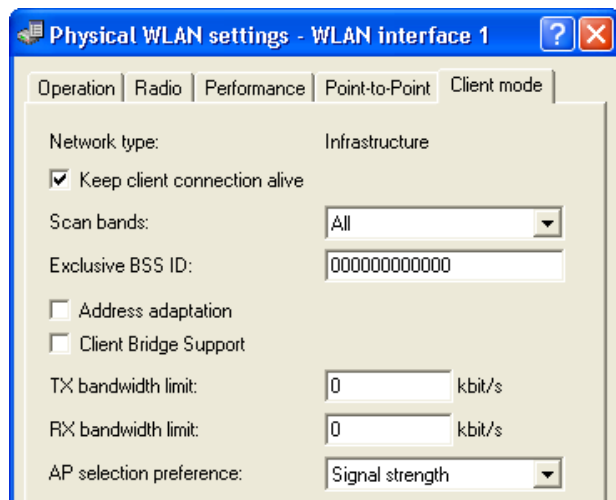 Physical WLAN settings - WLAN interface 1
Operation Radio Performance Point-to-Point Client mode
Network type: Infrastructure
Keep client connection alive
Scan bands: All
Exclusive BSS ID: 000000000000
Address adaptation
Client Bridge Support
TX bandwidth limit: 0 kbit/s
RX bandwidth limit: 0 kbit/s
AP selection preference: Signal strength